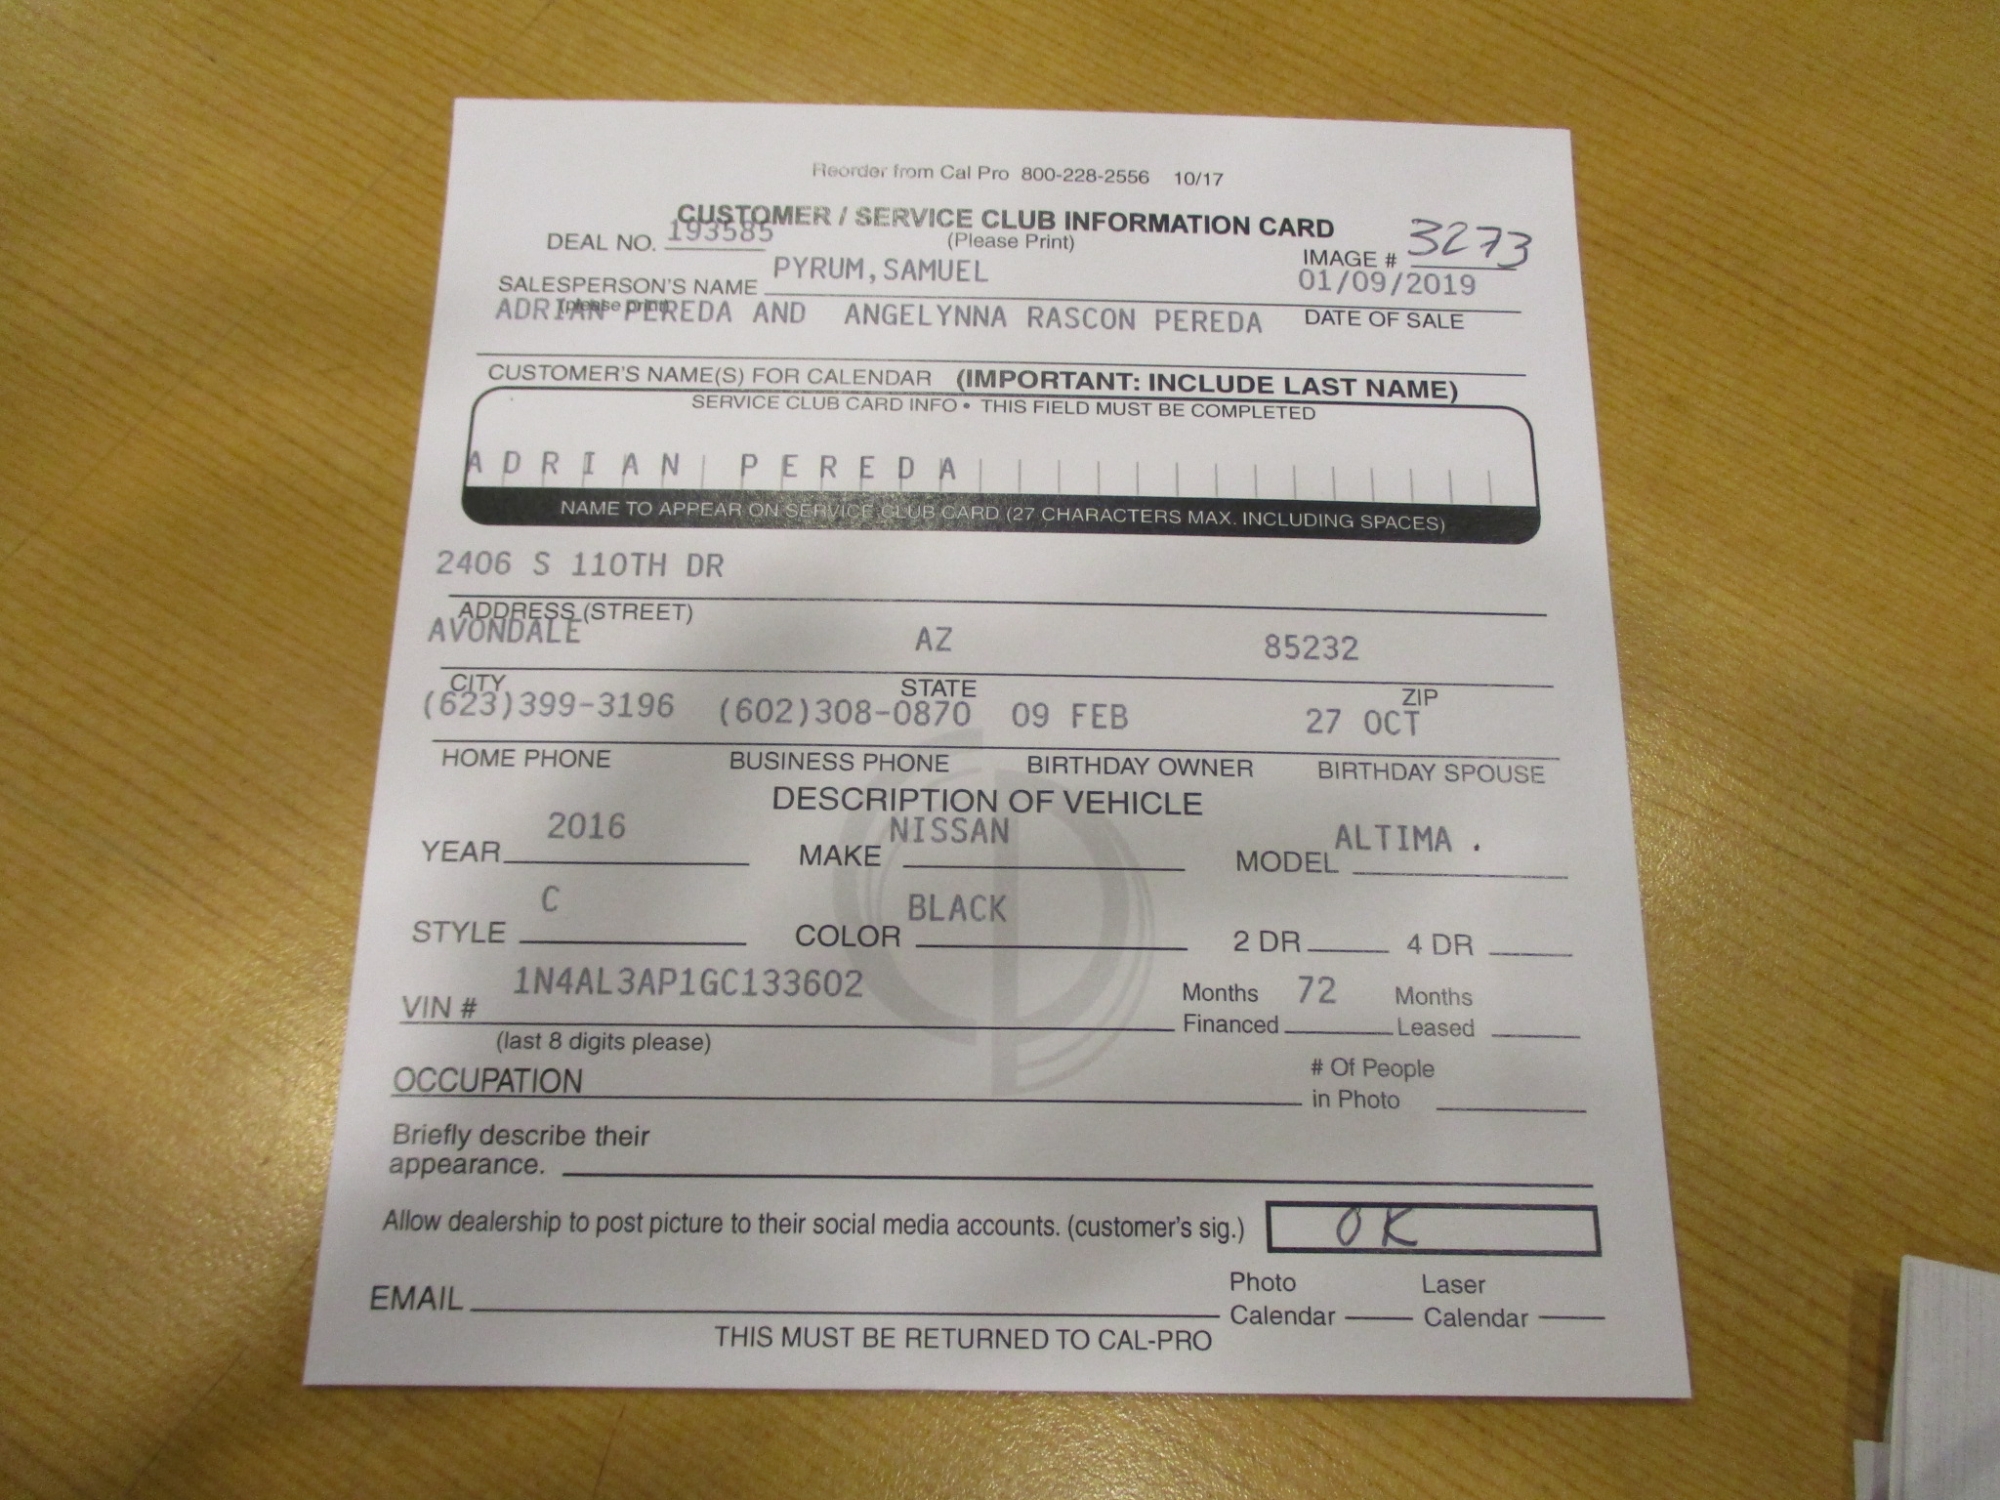 Reorder from Cal Pro 800-228-2556 10/17
CUSTOMER / SERVICE CLUB INFORMATION CARD
(Please Print)
DEAL NO. 193585
IMAGE # 3273
SALESPERSON'S NAME PYRUM,SAMUEL 01/09/2019
(please print)
DATE OF SALE
ADRIAN PEREDA AND ANGELYNNA RASCON PEREDA
CUSTOMER'S NAME(S) FOR CALENDAR (IMPORTANT: INCLUDE LAST NAME)
SERVICE CLUB CARD INFO • THIS FIELD MUST BE COMPLETED
ADRIAN PEREDA
NAME TO APPEAR ON SERVICE CLUB CARD (27 CHARACTERS MAX. INCLUDING SPACES)
2406 S 110TH DR
ADDRESS (STREET)
AVONDALE AZ 85232
CITY STATE ZIP
(623)399-3196 (602)308-0870 09 FEB 27 OCT
HOME PHONE BUSINESS PHONE BIRTHDAY OWNER BIRTHDAY SPOUSE
DESCRIPTION OF VEHICLE
YEAR 2016 MAKE NISSAN MODEL ALTIMA .
STYLE C COLOR BLACK 2 DR 4 DR
VIN # 1N4AL3AP1GC133602 Months Financed 72 Months Leased
(last 8 digits please)
OCCUPATION # Of People in Photo
Briefly describe their
appearance.
Allow dealership to post picture to their social media accounts. (customer's sig.) OK
EMAIL Photo Calendar Laser Calendar
THIS MUST BE RETURNED TO CAL-PRO